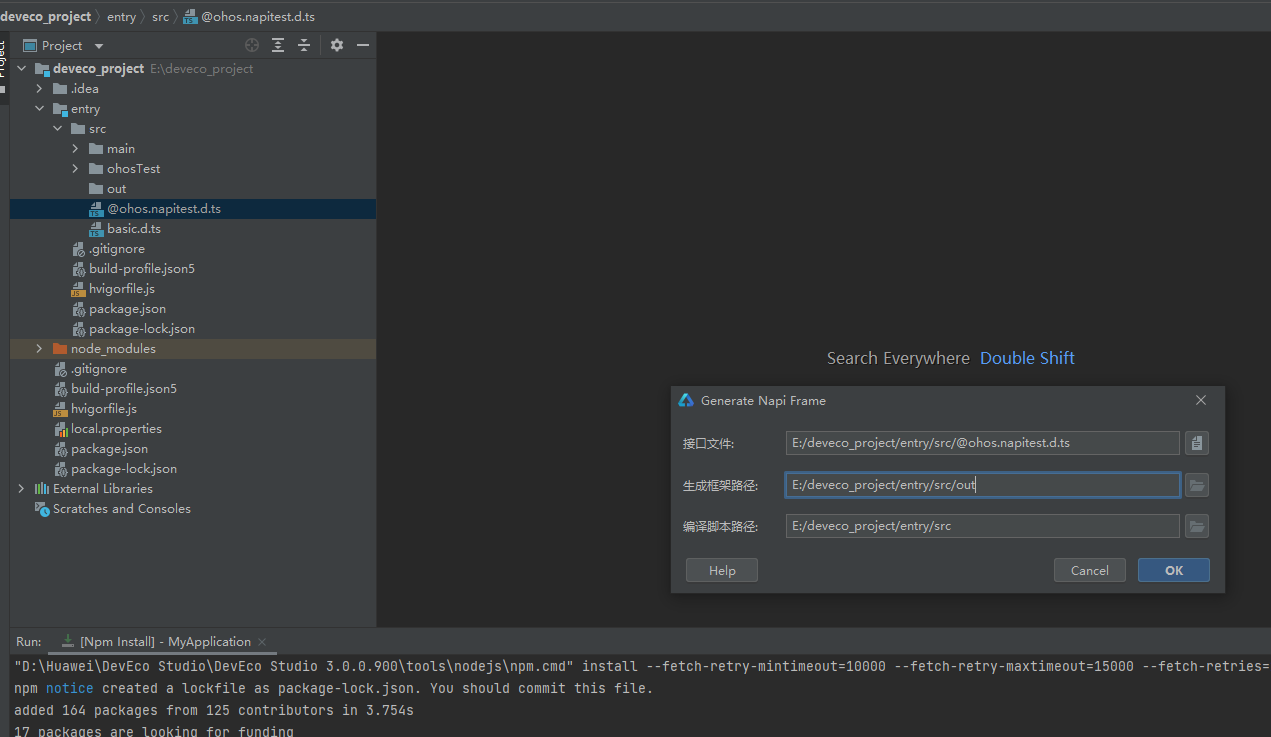 deveco_project 〉 entry 〉 src 〉 @ohos.napitest.d.ts
Project
Project
deveco_project E:\deveco_project
.idea
entry
src
main
ohosTest
out
@ohos.napitest.d.ts
basic.d.ts
.gitignore
build-profile.json5
hvigorfile.js
package.json
package-lock.json
node_modules
.gitignore
build-profile.json5
hvigorfile.js
local.properties
package.json
package-lock.json
External Libraries
Scratches and Consoles
Search Everywhere Double Shift
Generate Napi Frame
接口文件: E:/deveco_project/entry/src/@ohos.napitest.d.ts
生成框架路径: E:/deveco_project/entry/src/out
编译脚本路径: E:/deveco_project/entry/src
Help Cancel OK
Run: [Npm Install] - MyApplication
"D:\Huawei\DevEco Studio\DevEco Studio 3.0.0.900\tools\nodejs\npm.cmd" install --fetch-retry-mintimeout=10000 --fetch-retry-maxtimeout=15000 --fetch-retries=
npm notice created a lockfile as package-lock.json. You should commit this file.
added 164 packages from 125 contributors in 3.754s
17 packages are looking for funding